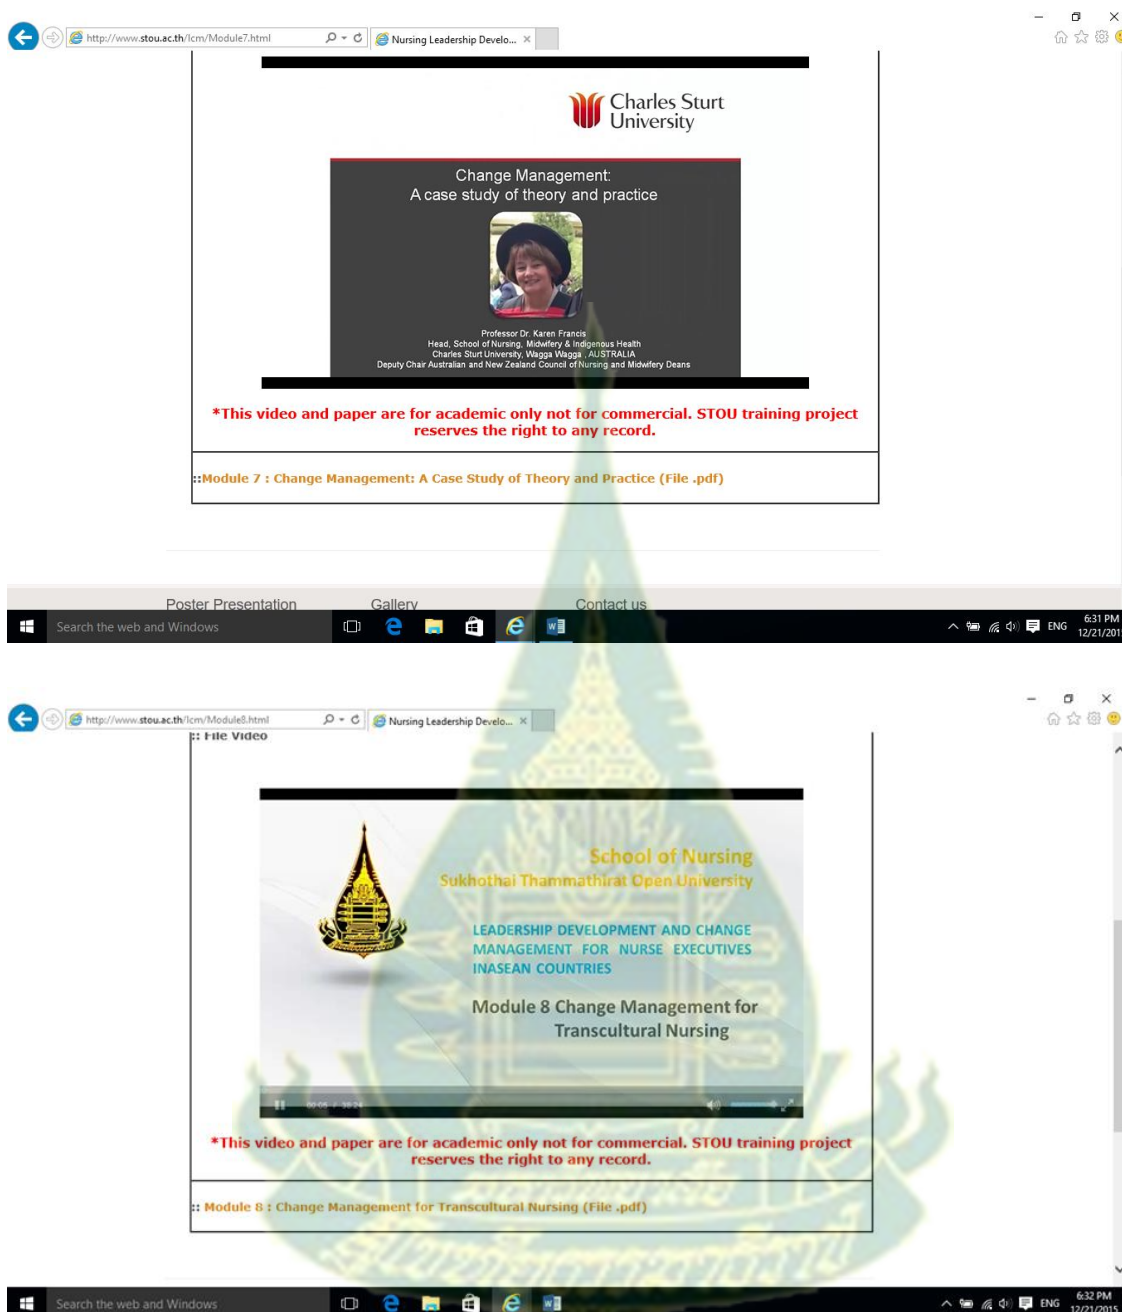 http://www.stou.ac.th/lcm/Module7.html
Nursing Leadership Develo...
Charles Sturt
University
Change Management:
A case study of theory and practice
Professor Dr. Karen Francis
Head, School of Nursing, Midwifery & Indigenous Health
Charles Sturt University, Wagga Wagga , AUSTRALIA
Deputy Chair Australian and New Zealand Council of Nursing and Midwifery Deans
*This video and paper are for academic only not for commercial. STOU training project
reserves the right to any record.
::Module 7 : Change Management: A Case Study of Theory and Practice (File .pdf)
Poster Presentation Gallery Contact us
Search the web and Windows
ENG
6:31 PM
12/21/201
http://www.stou.ac.th/lcm/Module8.html
Nursing Leadership Develo...
:: File Video
School of Nursing
Sukhothai Thammathirat Open University
LEADERSHIP DEVELOPMENT AND CHANGE
MANAGEMENT FOR NURSE EXECUTIVES
INASEAN COUNTRIES
Module 8 Change Management for
Transcultural Nursing
00:05 / 38:24
*This video and paper are for academic only not for commercial. STOU training project
reserves the right to any record.
:: Module 8 : Change Management for Transcultural Nursing (File .pdf)
Search the web and Windows
ENG
6:32 PM
12/21/2015